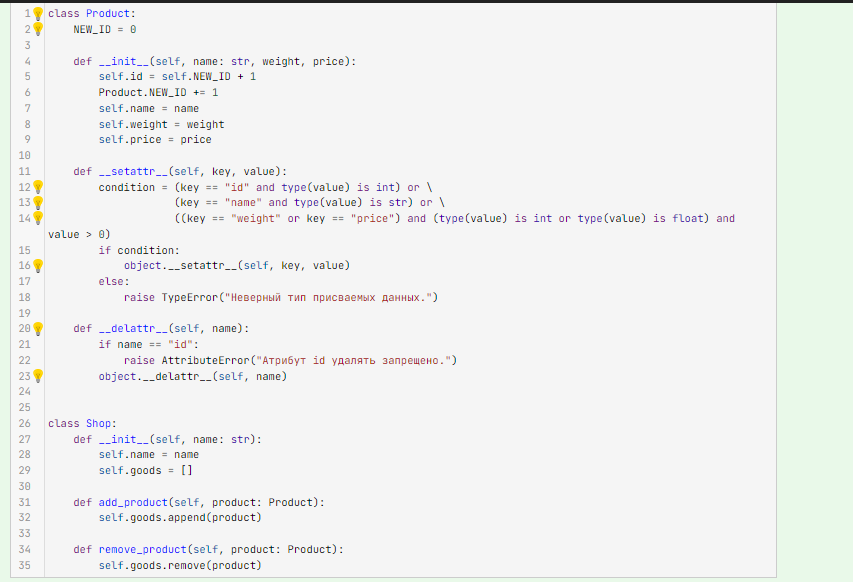 1 class Product:
2     NEW_ID = 0
3
4     def __init__(self, name: str, weight, price):
5         self.id = self.NEW_ID + 1
6         Product.NEW_ID += 1
7         self.name = name
8         self.weight = weight
9         self.price = price
10
11     def __setattr__(self, key, value):
12         condition = (key == "id" and type(value) is int) or \
13                     (key == "name" and type(value) is str) or \
14                     ((key == "weight" or key == "price") and (type(value) is int or type(value) is float) and
value > 0)
15         if condition:
16             object.__setattr__(self, key, value)
17         else:
18             raise TypeError("Неверный тип присваемых данных.")
19
20     def __delattr__(self, name):
21         if name == "id":
22             raise AttributeError("Атрибут id удалять запрещено.")
23         object.__delattr__(self, name)
24
25
26 class Shop:
27     def __init__(self, name: str):
28         self.name = name
29         self.goods = []
30
31     def add_product(self, product: Product):
32         self.goods.append(product)
33
34     def remove_product(self, product: Product):
35         self.goods.remove(product)